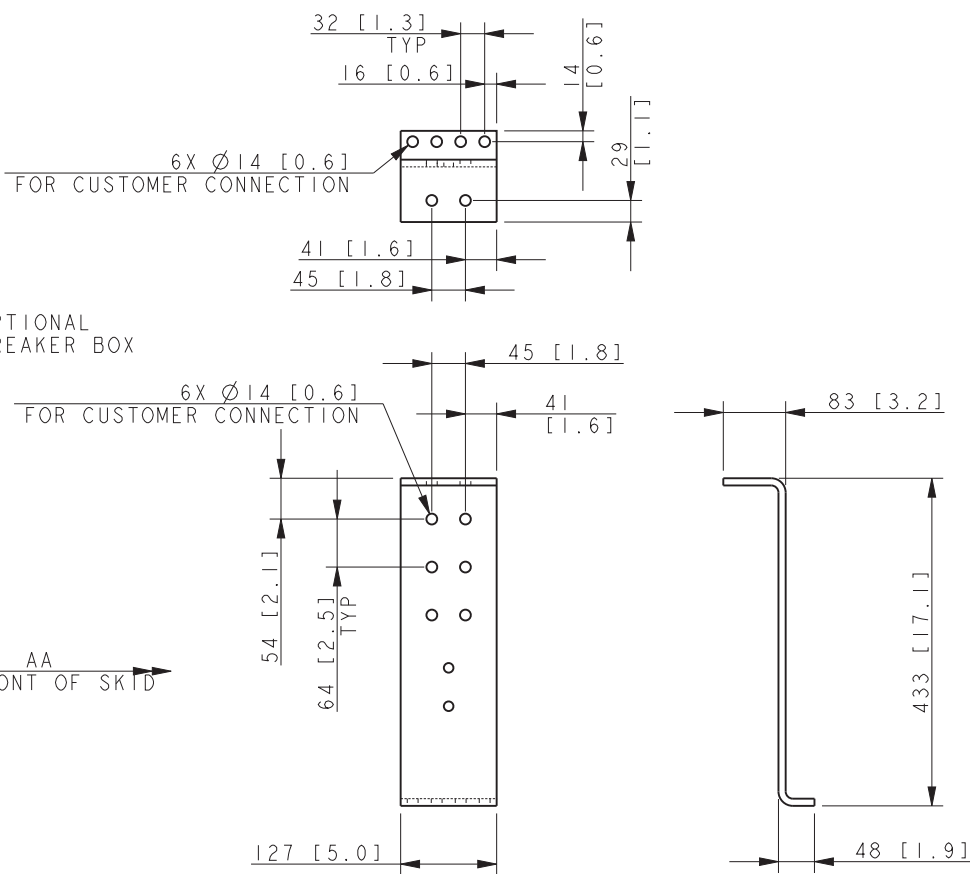 32 [1.3]
TYP
16 [0.6]
14
[0.6]
29
[1.1]
6X Ø14 [0.6]
FOR CUSTOMER CONNECTION
41 [1.6]
45 [1.8]
PTIONAL
REAKER BOX
45 [1.8]
6X Ø14 [0.6]
FOR CUSTOMER CONNECTION
41
[1.6]
83 [3.2]
54 [2.1]
64 [2.5]
TYP
433 [17.1]
AA
ONT OF SKID
127 [5.0]
48 [1.9]